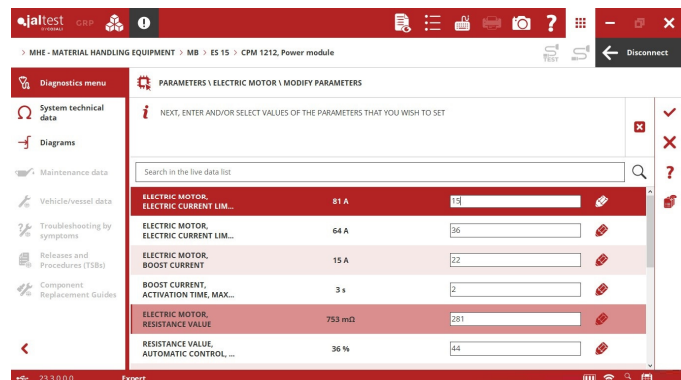 jaltest GRP
BY COJALI
?
> MHE - MATERIAL HANDLING EQUIPMENT > MB > ES 15 > CPM 1212, Power module
TEST
Disconnect
Diagnostics menu
PARAMETERS \ ELECTRIC MOTOR \ MODIFY PARAMETERS
System technical
data
Diagrams
Maintenance data
Vehicle/vessel data
Troubleshooting by
symptoms
Releases and
Procedures (TSBs)
Component
Replacement Guides
i NEXT, ENTER AND/OR SELECT VALUES OF THE PARAMETERS THAT YOU WISH TO SET
?
Search in the live data list
ELECTRIC MOTOR,
ELECTRIC CURRENT LIM... 81 A 15
ELECTRIC MOTOR,
ELECTRIC CURRENT LIM... 64 A 36
ELECTRIC MOTOR,
BOOST CURRENT 15 A 22
BOOST CURRENT,
ACTIVATION TIME, MAX... 3 s 2
ELECTRIC MOTOR,
RESISTANCE VALUE 753 mΩ 281
RESISTANCE VALUE,
AUTOMATIC CONTROL, ... 36 % 44
23.3.0.0.0 Expert